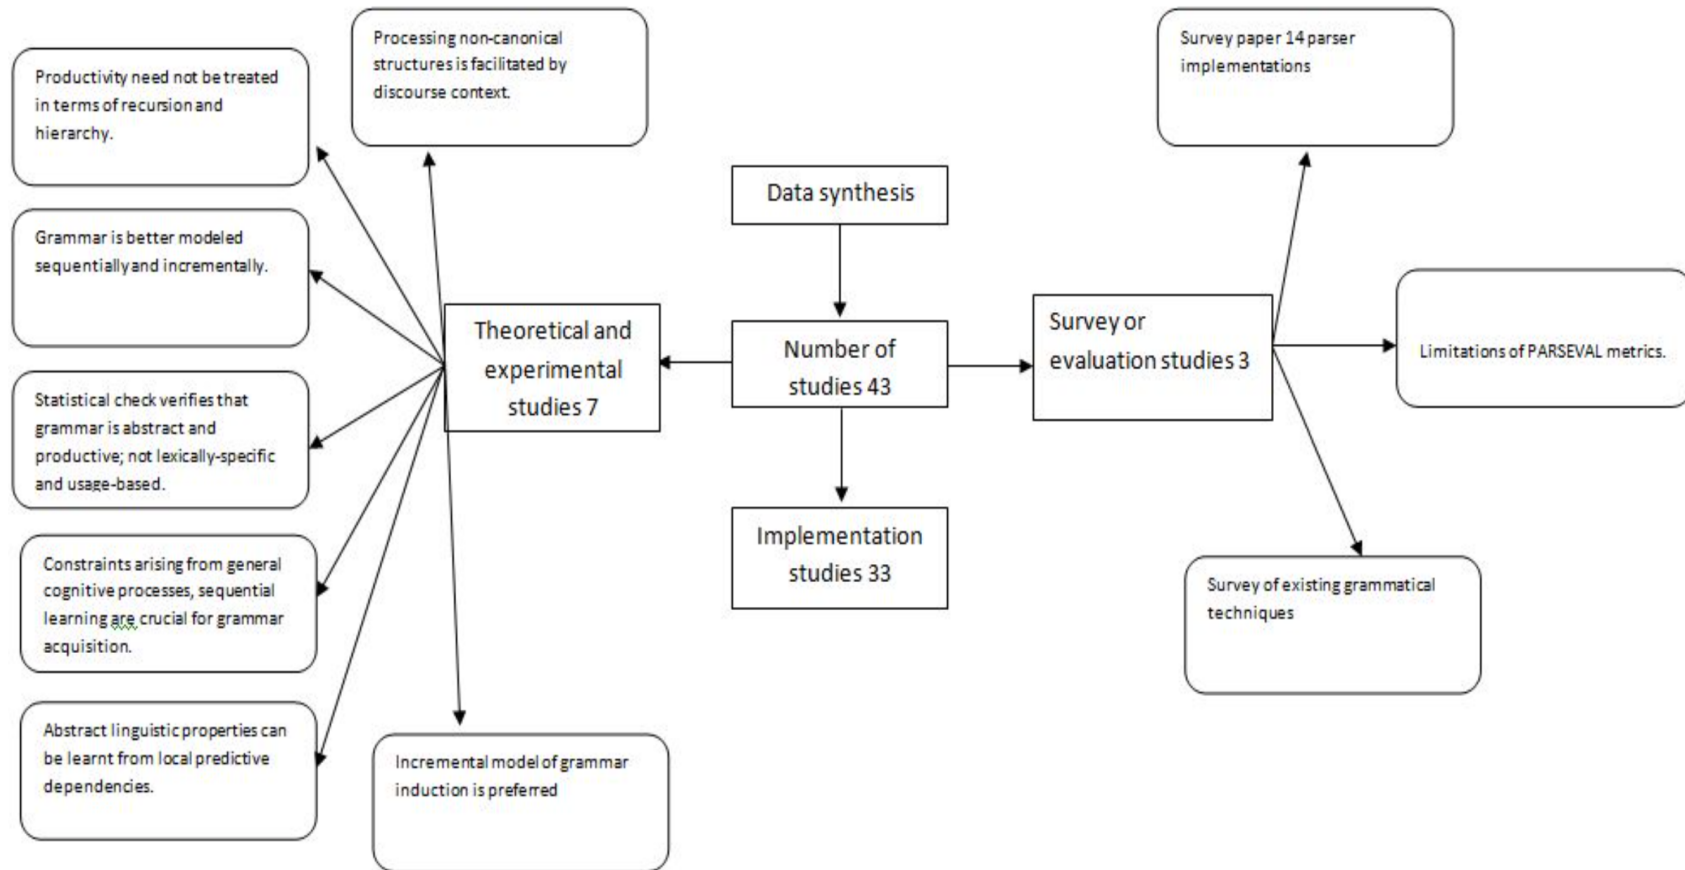 Processing non-canonical
structures is facilitated by
discourse context.
Survey paper 14 parser
implementations
Productivity need not be treated
in terms of recursion and
hierarchy.
Data synthesis
Grammar is better modeled
sequentially and incrementally.
Theoretical and
experimental
studies 7
Number of
studies 43
Survey or
evaluation studies 3
Limitations of PARSEVAL metrics.
Statistical check verifies that
grammar is abstract and
productive; not lexically-specific
and usage-based.
Implementation
studies 33
Constraints arising from general
cognitive processes, sequential
learning are crucial for grammar
acquisition.
Survey of existing grammatical
techniques
Abstract linguistic properties can
be learnt from local predictive
dependencies.
Incremental model of grammar
induction is preferred